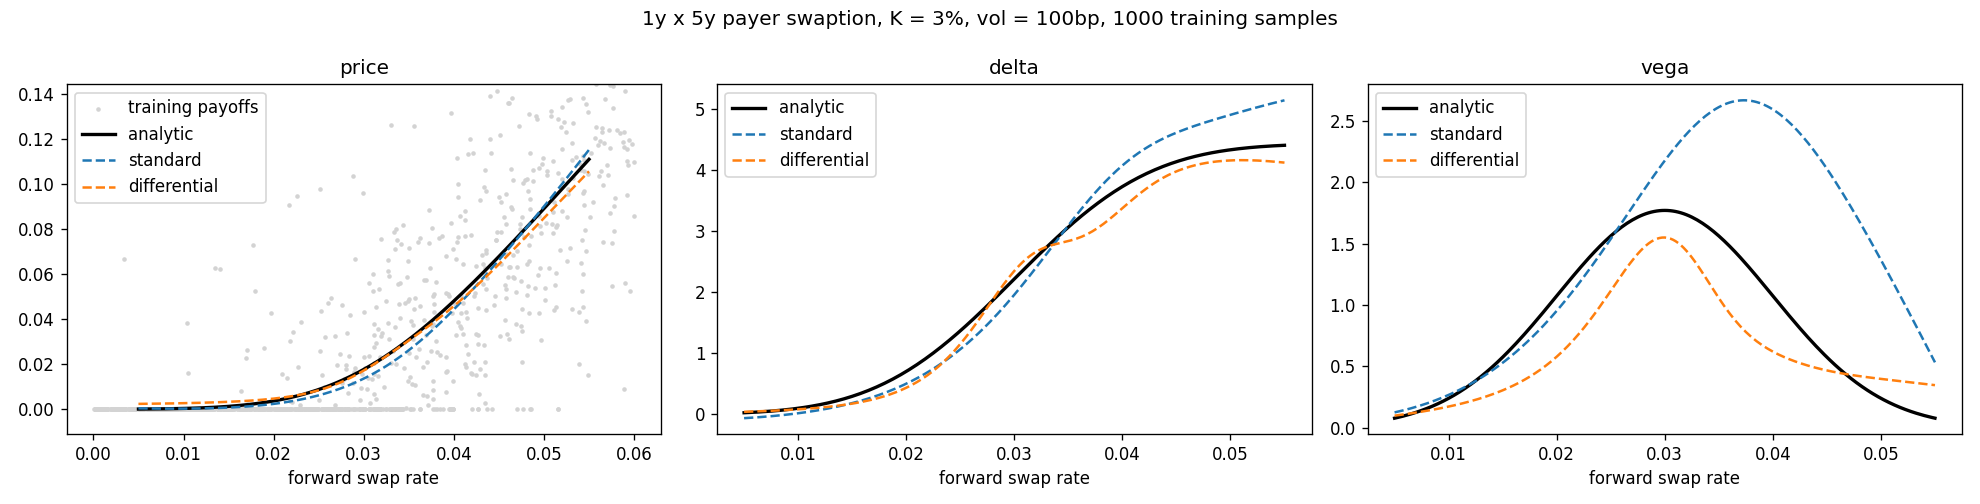 1y x 5y payer swaption, K = 3%, vol = 100bp, 1000 training samples
price
training payoffs
analytic
standard
differential
0.14
0.12
0.10
0.08
0.06
0.04
0.02
0.00
0.00 0.01 0.02 0.03 0.04 0.05 0.06
forward swap rate
delta
analytic
standard
differential
5
4
3
2
1
0
0.01 0.02 0.03 0.04 0.05
forward swap rate
vega
analytic
standard
differential
2.5
2.0
1.5
1.0
0.5
0.0
0.01 0.02 0.03 0.04 0.05
forward swap rate